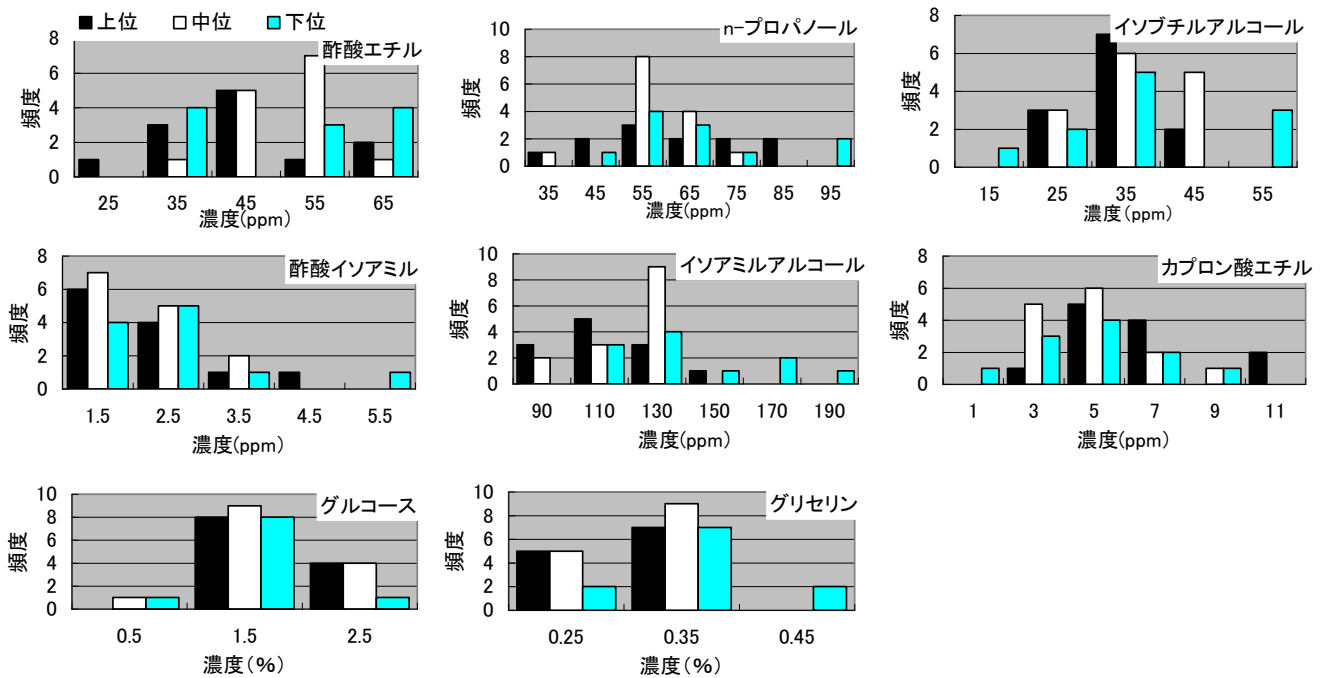 上位 中位 下位
酢酸エチル
頻度
8
6
4
2
0
25 35 45 55 65
濃度(ppm)
n-プロパノール
頻度
10
8
6
4
2
0
35 45 55 65 75 85 95
濃度(ppm)
イソブチルアルコール
頻度
8
6
4
2
0
15 25 35 45 55
濃度(ppm)
酢酸イソアミル
頻度
8
6
4
2
0
1.5 2.5 3.5 4.5 5.5
濃度(ppm)
イソアミルアルコール
頻度
10
8
6
4
2
0
90 110 130 150 170 190
濃度(ppm)
カプロン酸エチル
頻度
8
6
4
2
0
1 3 5 7 9 11
濃度(ppm)
グルコース
頻度
10
8
6
4
2
0
0.5 1.5 2.5
濃度(%)
グリセリン
頻度
10
8
6
4
2
0
0.25 0.35 0.45
濃度(%)